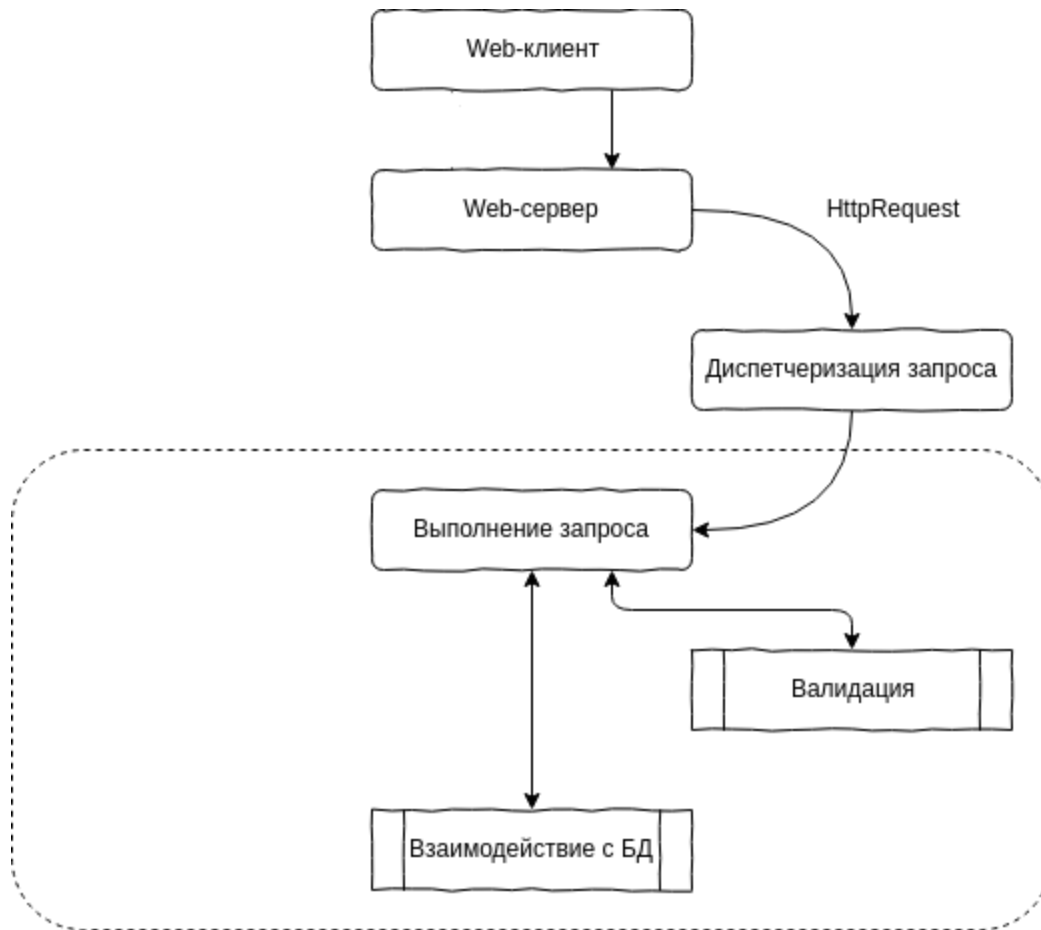 Web-клиент
Web-сервер
HttpRequest
Диспетчеризация запроса
Выполнение запроса
Валидация
Взаимодействие с БД